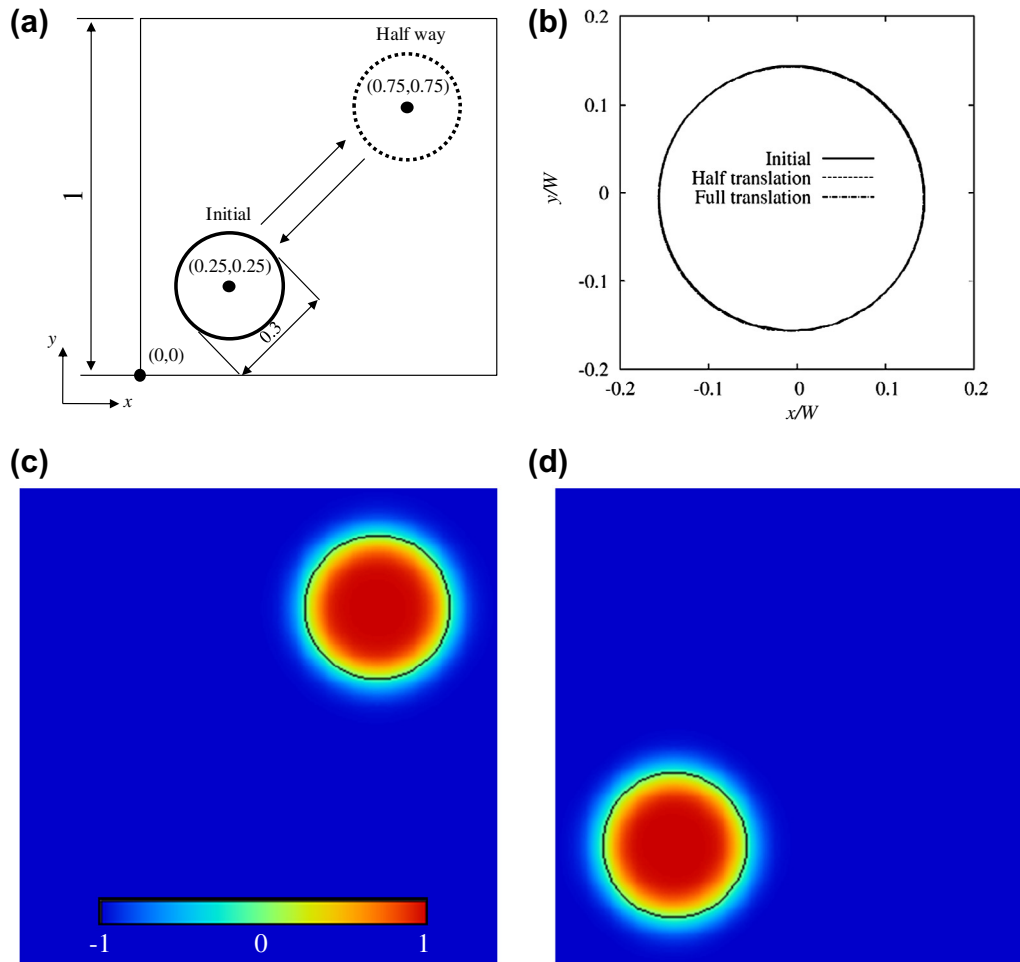 (a)
Half way
(0.75,0.75)
1
Initial
(0.25,0.25)
0.3
y
(0,0)
x
(b)
0.2
0.1
0
-0.1
-0.2
y/W
Initial
Half translation
Full translation
-0.2
-0.1
0
0.1
0.2
x/W
(c)
-1
0
1
(d)